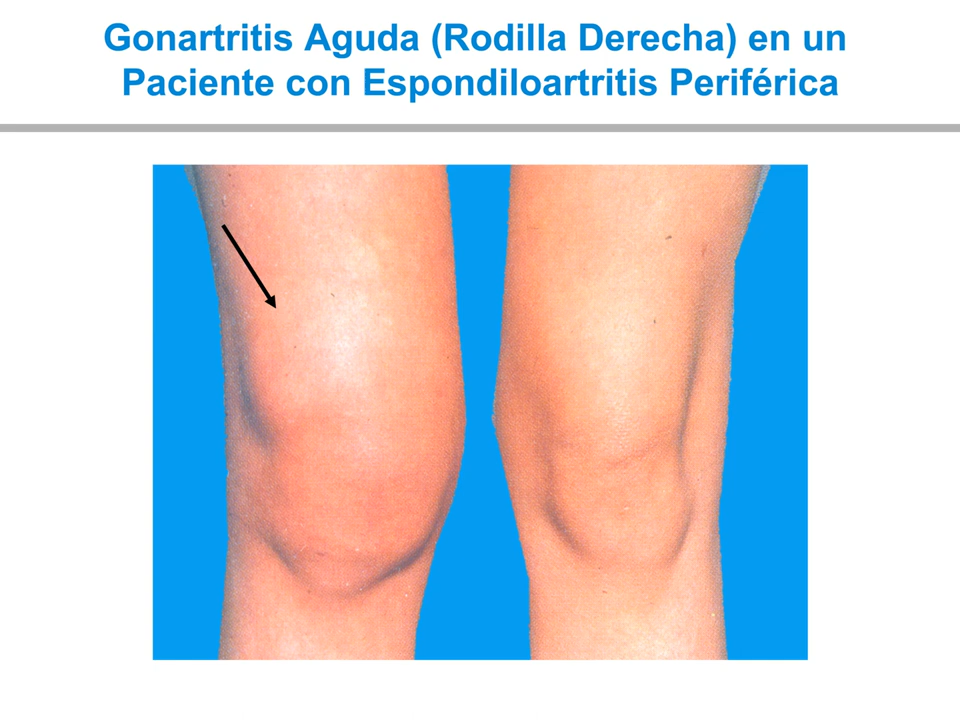 Gonartritis Aguda (Rodilla Derecha) en un
Paciente con Espondiloartritis Periférica